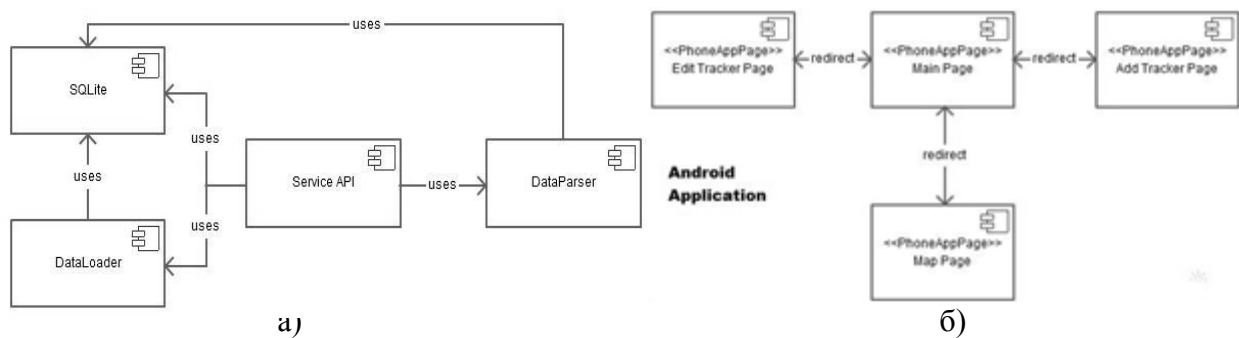 uses
SQLite
uses
uses
uses
Service API
uses
DataParser
DataLoader
а)
<<PhoneAppPage>>
Edit Tracker Page
redirect
<<PhoneAppPage>>
Main Page
redirect
<<PhoneAppPage>>
Add Tracker Page
redirect
Android
Application
<<PhoneAppPage>>
Map Page
б)